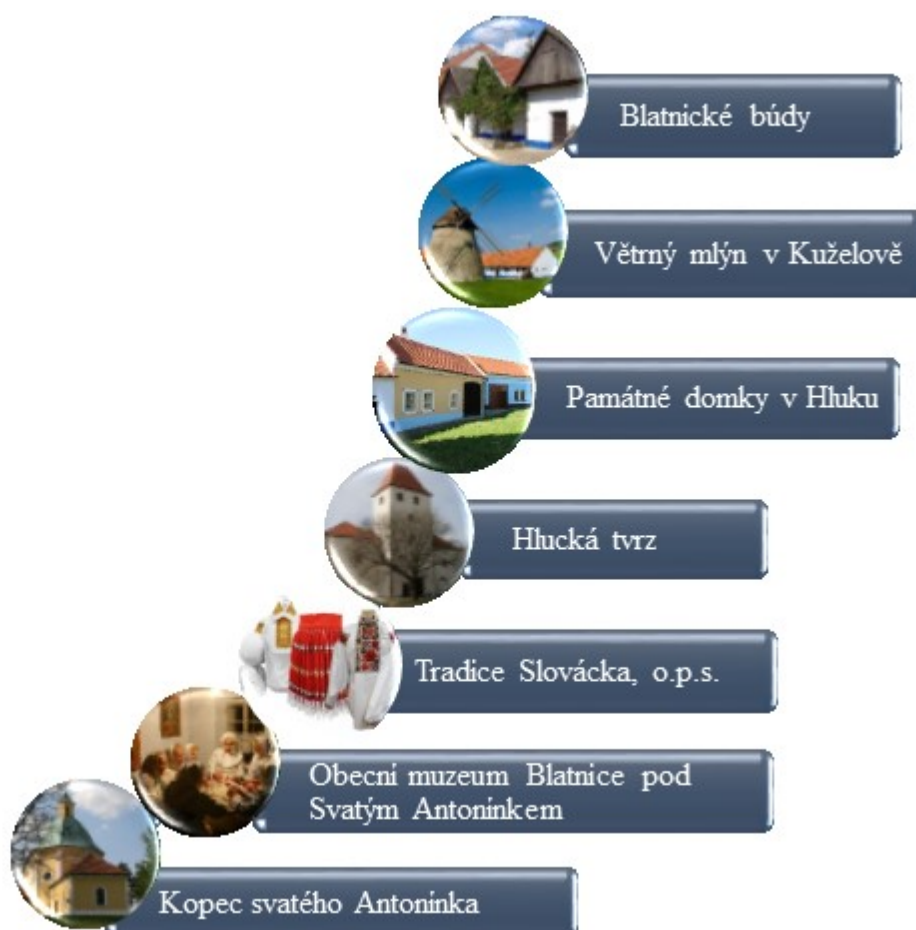 Blatnické búdy
Větrný mlýn v Kuželově
Památné domky v Hluku
Hlucká tvrz
Tradice Slovácka, o.p.s.
Obecní muzeum Blatnice pod
Svatým Antonínkem
Kopec svatého Antonínka